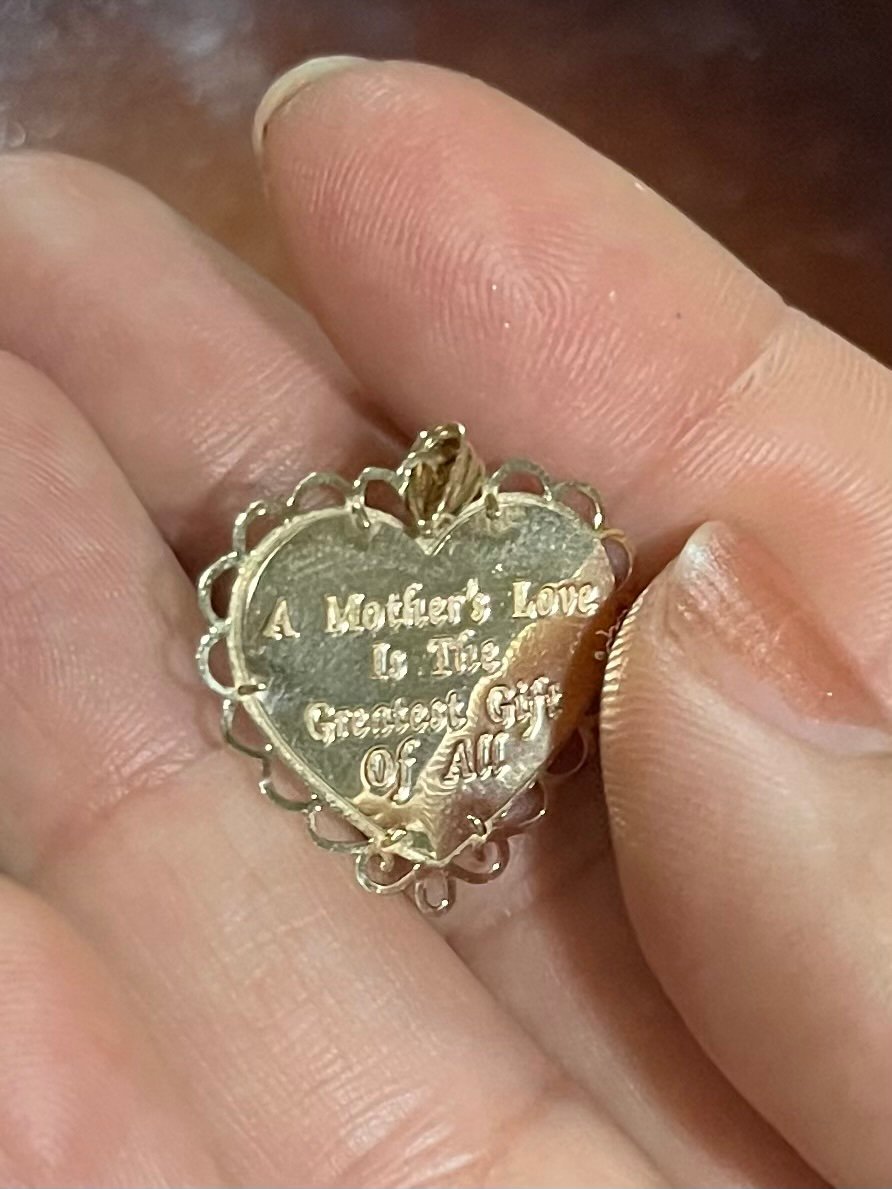 A Mother's Love
Is The
Greatest Gift
Of All